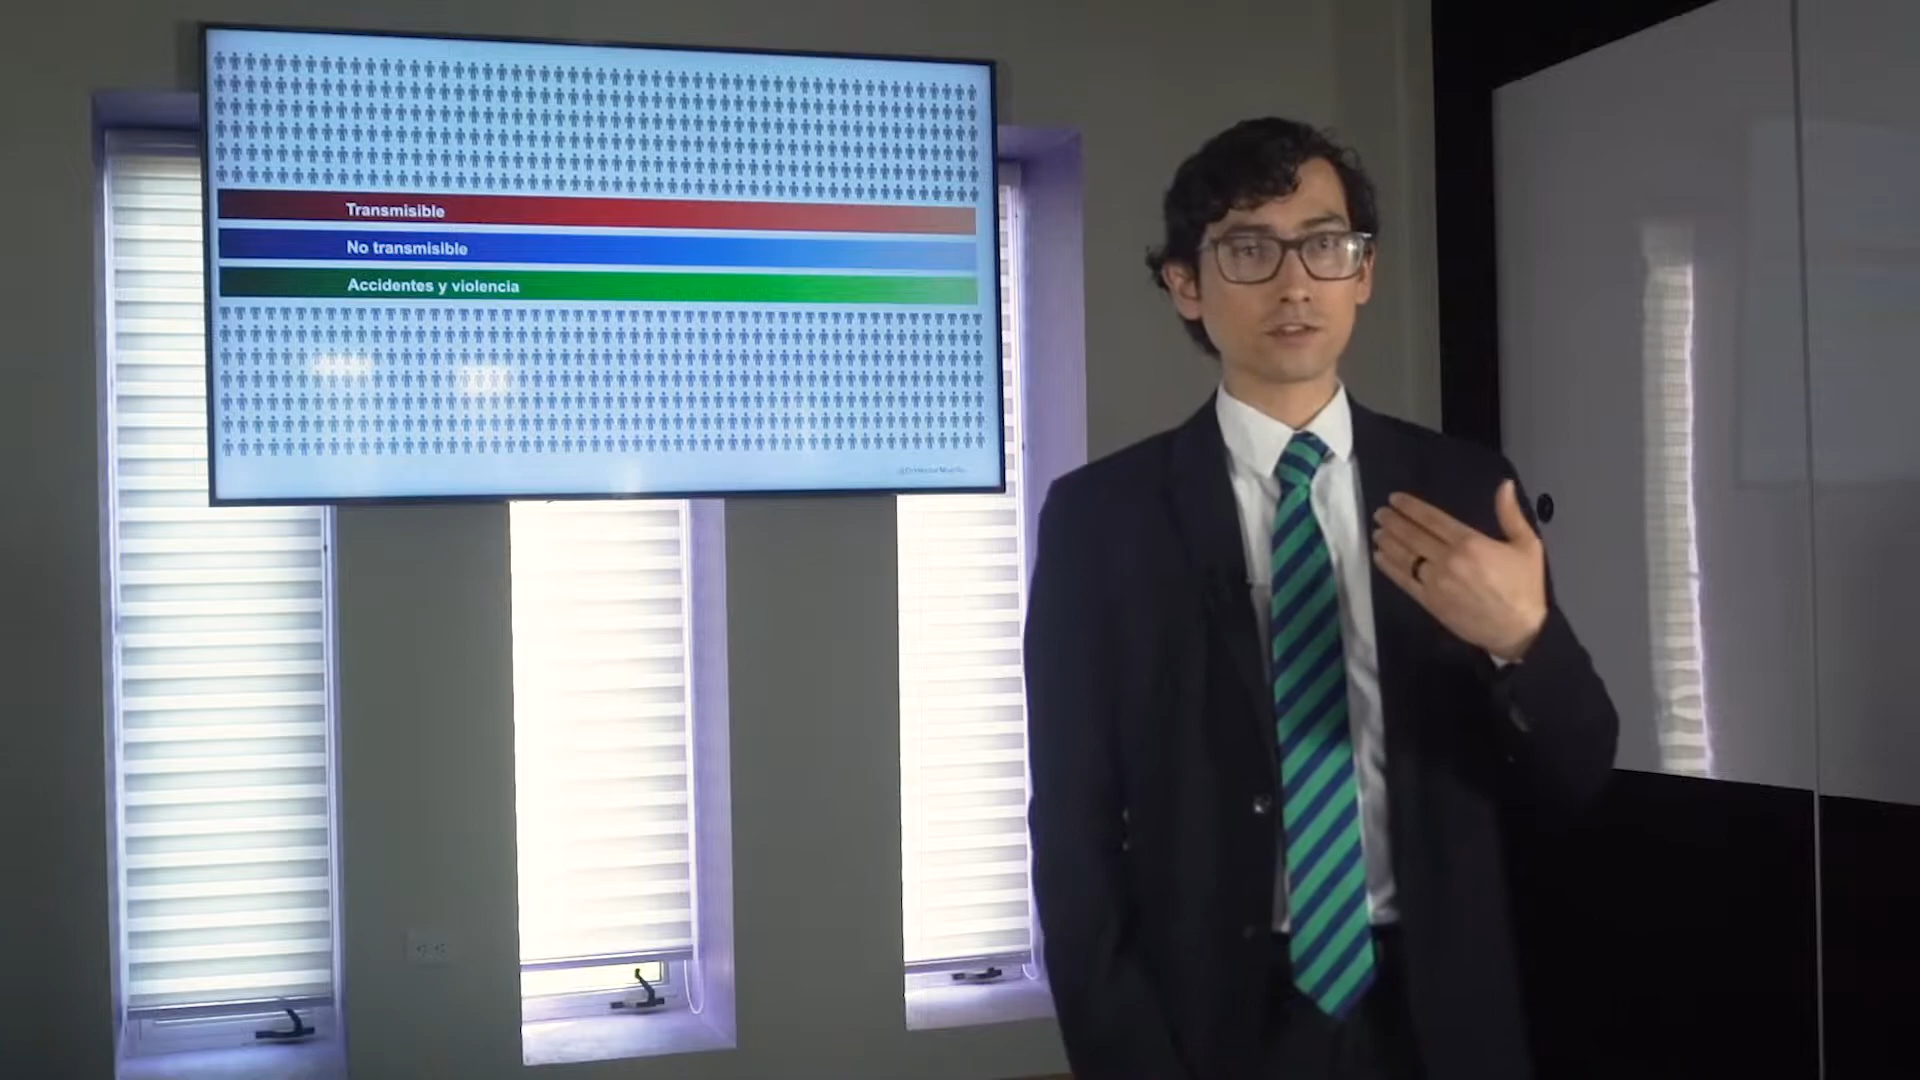 Transmisible
No transmisible
Accidentes y violencia